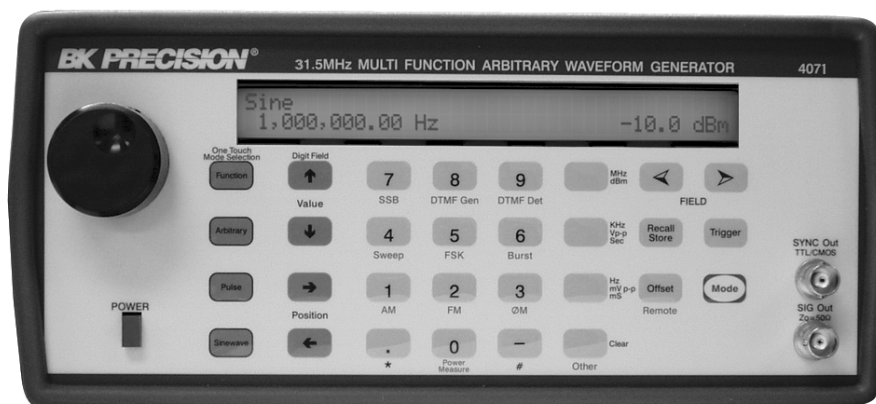 BK PRECISION®
31.5MHz MULTI FUNCTION ARBITRARY WAVEFORM GENERATOR 4071
Sine
1,000,000.00 Hz -10.0 dBm
One Touch
Mode Selection
Digit Field
Function
7
8
9
MHz
dBm
SSB
DTMF Gen
DTMF Det
Value
FIELD
Arbitrary
4
5
6
KHz
Vp-p
Sec
Recall
Store
Trigger
Sweep
FSK
Burst
SYNC Out
TTL/CMOS
Pulse
1
2
3
Hz
mV p-p
mS
Offset
Mode
AM
FM
ØM
Remote
POWER
Position
SIG Out
Zo=50Ω
Sinewave
.
0
–
Clear
*
Power
Measure
#
Other